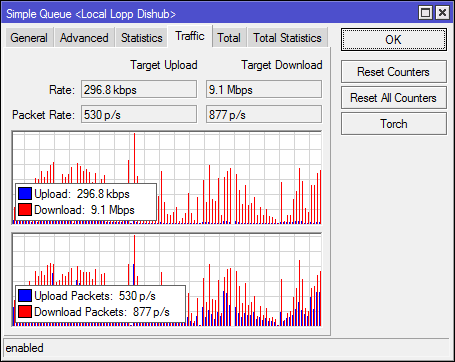 Simple Queue <Local Lopp Dishub>
General Advanced Statistics Traffic Total Total Statistics
OK
Target Upload Target Download
Rate: 296.8 kbps 9.1 Mbps
Reset Counters
Packet Rate: 530 p/s 877 p/s
Reset All Counters
Torch
Upload: 296.8 kbps
Download: 9.1 Mbps
Upload Packets: 530 p/s
Download Packets: 877 p/s
enabled